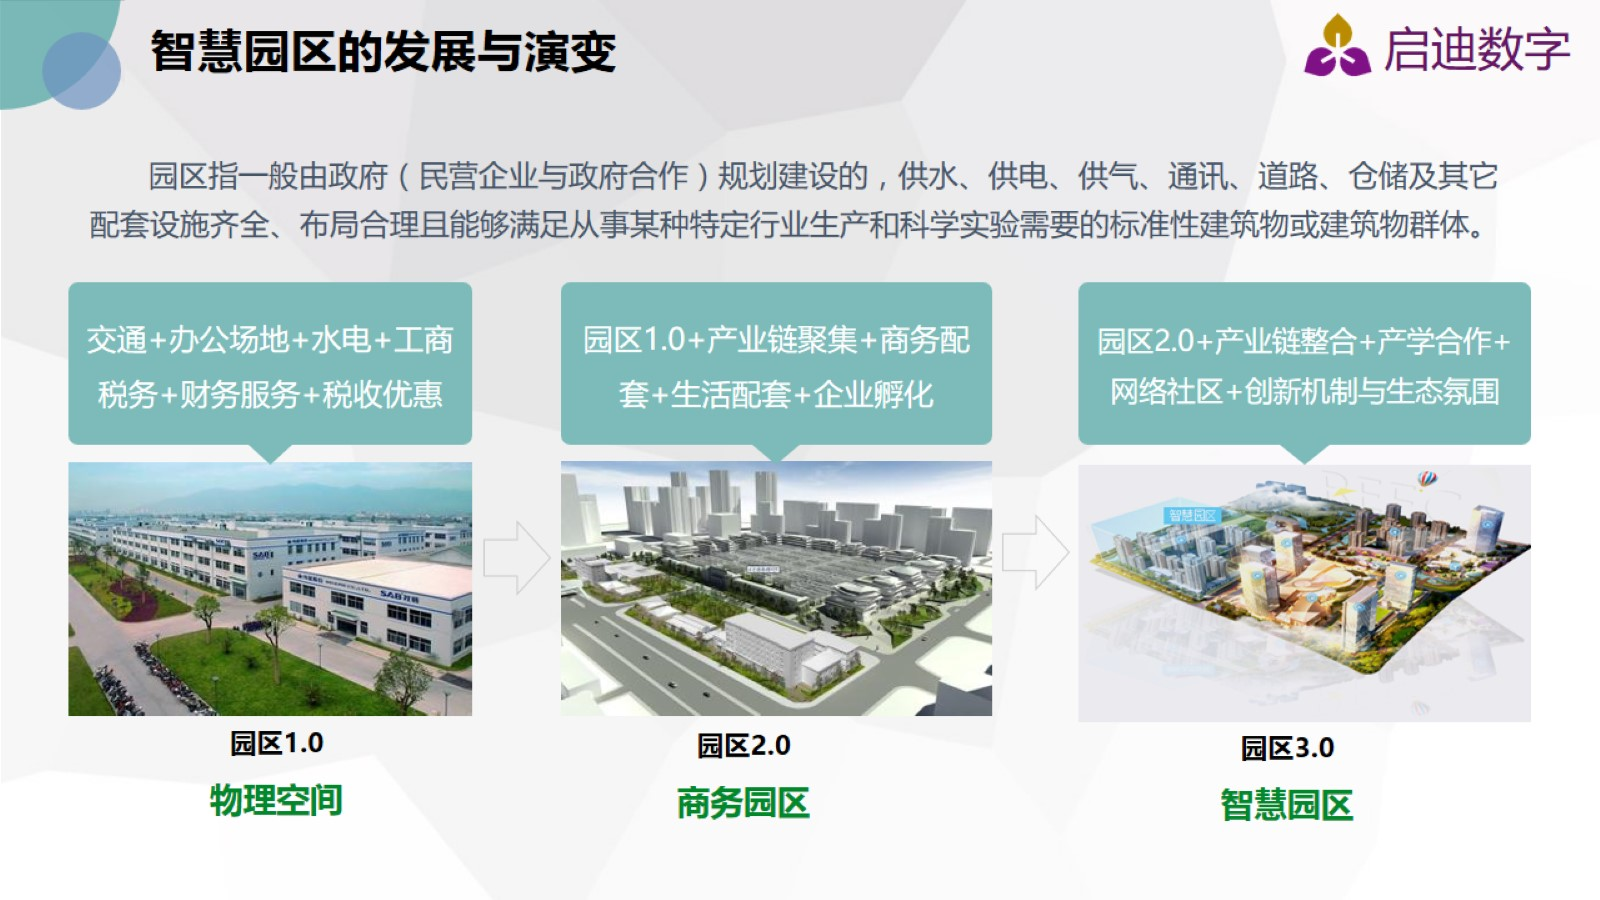 智慧园区的发展与演变
启迪数字
园区指一般由政府（民营企业与政府合作）规划建设的，供水、供电、供气、通讯、道路、仓储及其它
配套设施齐全、布局合理且能够满足从事某种特定行业生产和科学实验需要的标准性建筑物或建筑物群体。
交通+办公场地+水电+工商
税务+财务服务+税收优惠
园区1.0+产业链聚集+商务配
套+生活配套+企业孵化
园区2.0+产业链整合+产学合作+
网络社区+创新机制与生态氛围
智慧园区
园区1.0
物理空间
园区2.0
商务园区
园区3.0
智慧园区